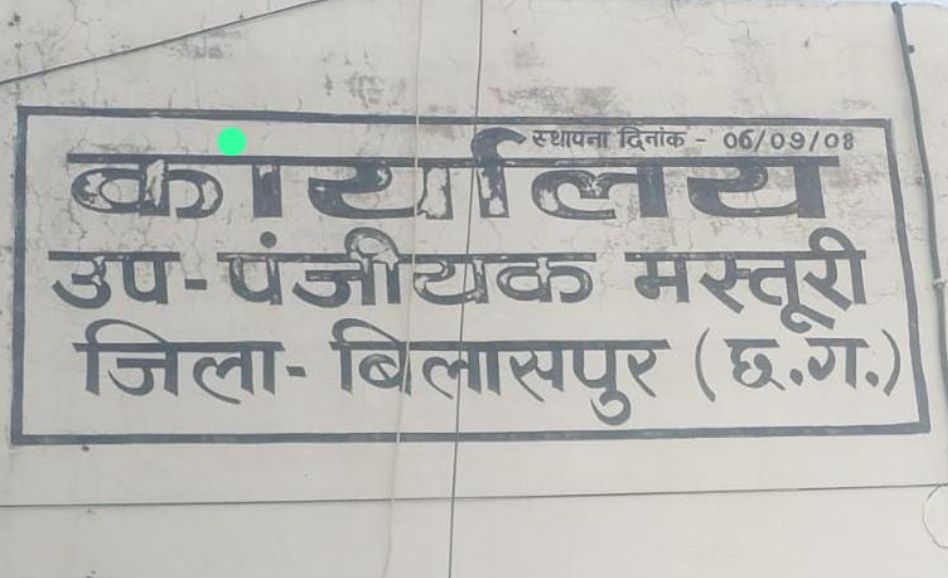 स्थापना दिनांक - 06/09/08
कार्यालय
उप-पंजीयक मस्तूरी
जिला- बिलासपुर (छ.ग.)